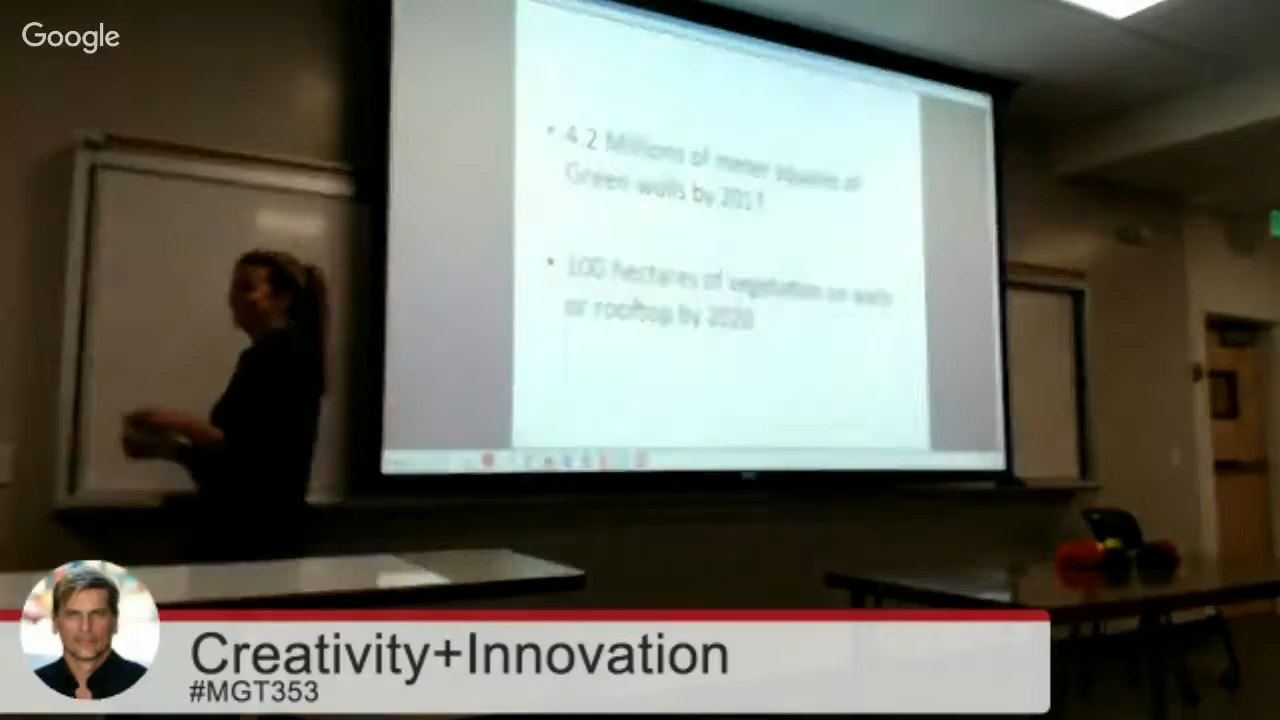 Google
• 4.2 Millions of meter squares of
Green walls by 2017
• 100 hectares of vegetation on walls
or rooftop by 2020
Creativity+Innovation
#MGT353